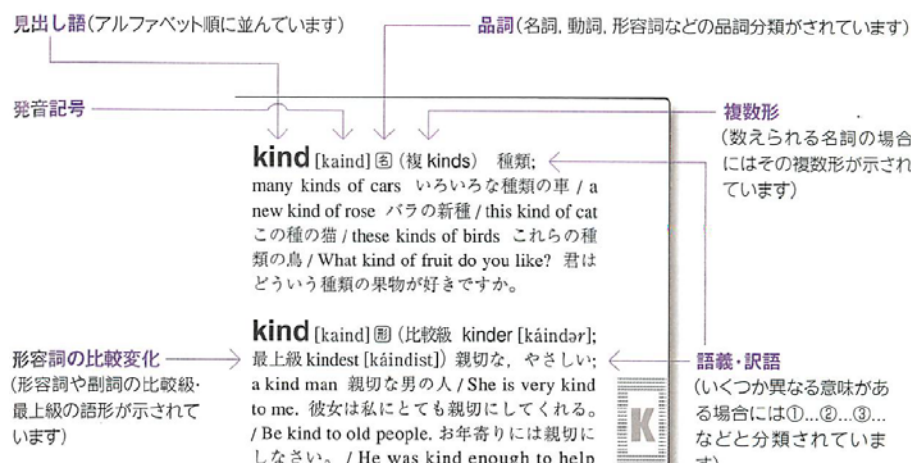 見出し語(アルファベット順に並んでいます)
品詞(名詞, 動詞, 形容詞などの品詞分類がされています)
発音記号
複数形
(数えられる名詞の場合
にはその複数形が示され
ています)
kind [kaind] 名 (複 kinds) 種類;
many kinds of cars いろいろな種類の車 / a
new kind of rose バラの新種 / this kind of cat
この種の猫 / these kinds of birds これらの種
類の鳥 / What kind of fruit do you like? 君は
どういう種類の果物が好きですか。
形容詞の比較変化
(形容詞や副詞の比較級・
最上級の語形が示されて
います)
kind [kaind] 形 (比較級 kinder [káindər];
最上級 kindest [káindist]) 親切な, やさしい;
a kind man 親切な男の人 / She is very kind
to me. 彼女は私にとても親切にしてくれる。
/ Be kind to old people. お年寄りには親切に
しなさい。 / He was kind enough to help
K
語義・訳語
(いくつか異なる意味があ
る場合には①...②...③...
などと分類されていま
す)